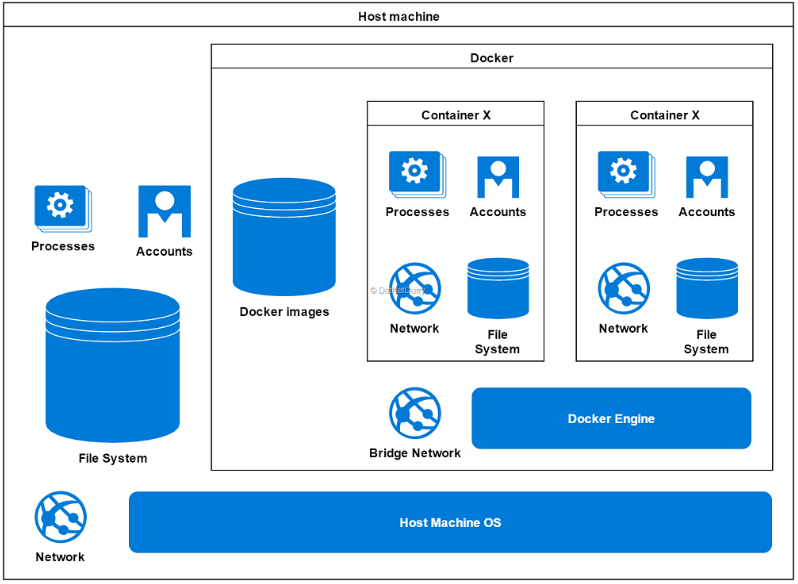 Host machine
Docker
Container X
Container X
Processes
Accounts
Processes
Accounts
Processes
Accounts
Docker images
Network
File
System
Network
File
System
© DotNetCurry
File System
Bridge Network
Docker Engine
Network
Host Machine OS